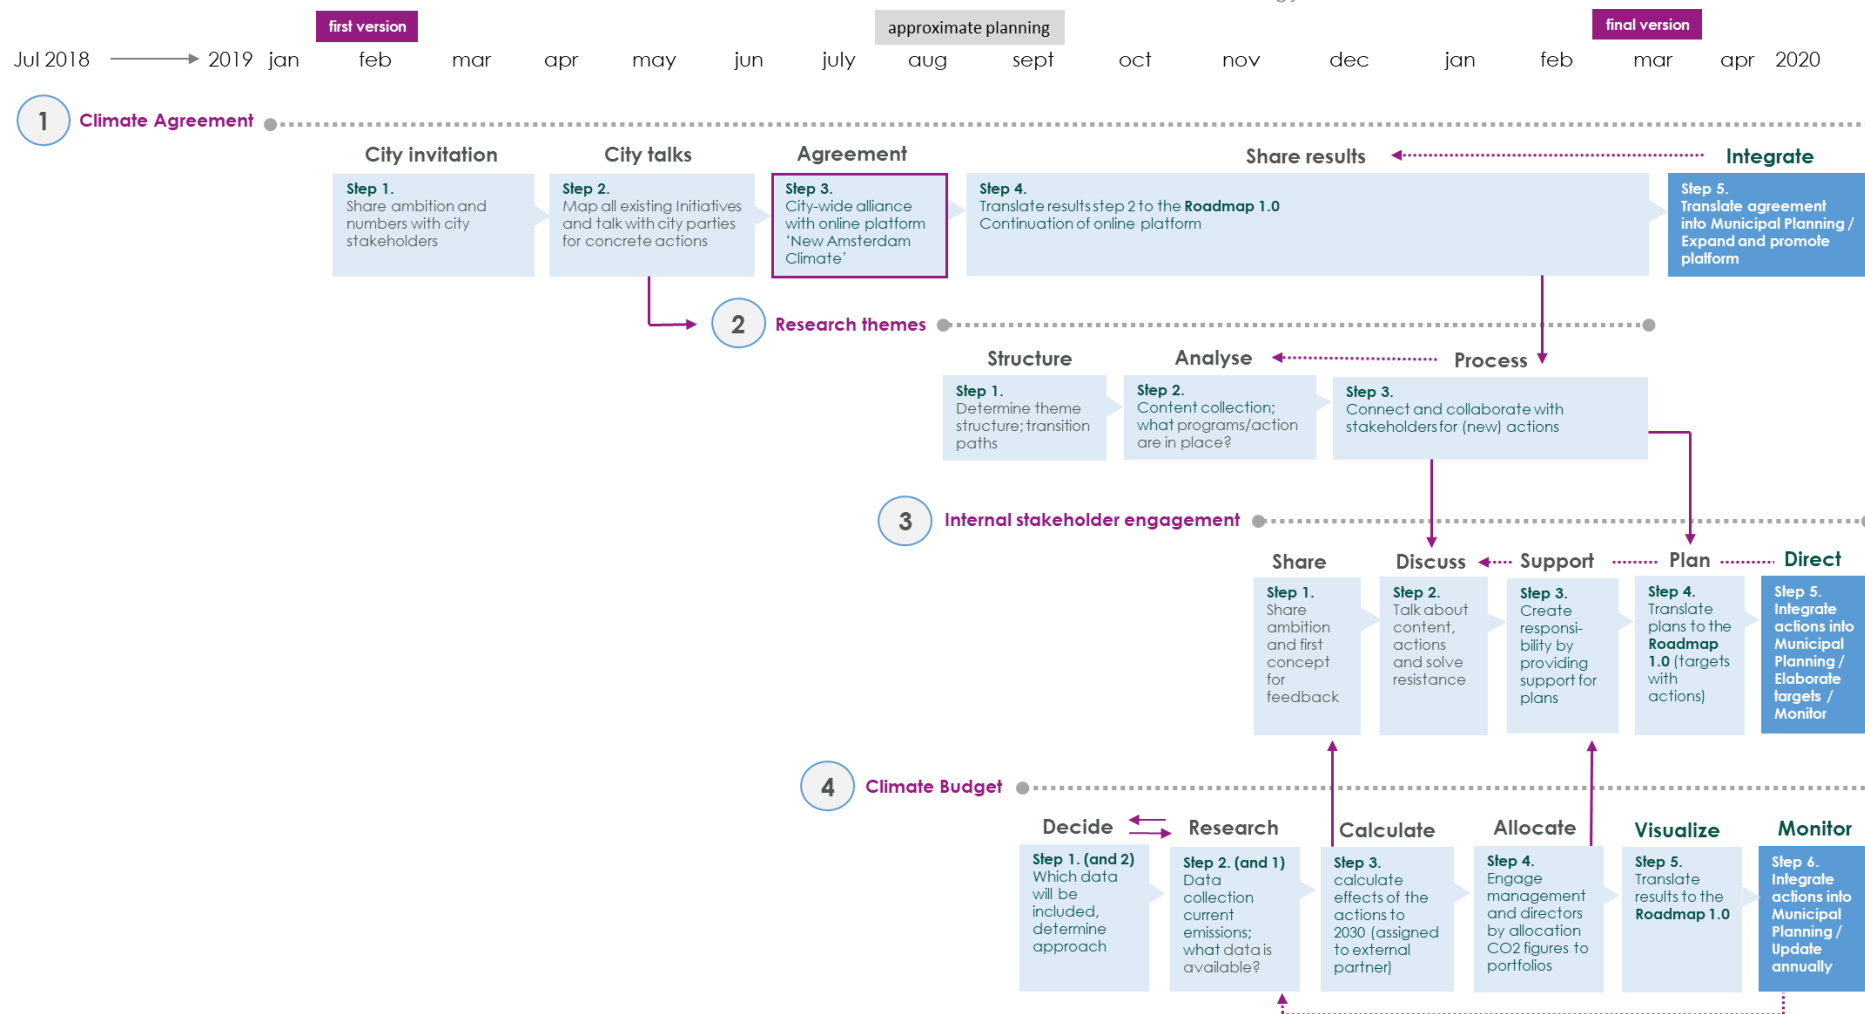 first version
approximate planning
final version
Jul 2018
2019 jan feb mar apr may jun july aug sept oct nov dec jan feb mar apr 2020
1 Climate Agreement
City invitation
Step 1.
Share ambition and
numbers with city
stakeholders
City talks
Step 2.
Map all existing Initiatives
and talk with city parties
for concrete actions
Agreement
Step 3.
City-wide alliance
with online platform
‘New Amsterdam
Climate’
Share results
Step 4.
Translate results step 2 to the Roadmap 1.0
Continuation of online platform
Integrate
Step 5.
Translate agreement
into Municipal Planning /
Expand and promote
platform
2 Research themes
Structure
Step 1.
Determine theme
structure; transition
paths
Analyse
Step 2.
Content collection;
what programs/action
are in place?
Process
Step 3.
Connect and collaborate with
stakeholders for (new) actions
3 Internal stakeholder engagement
Share
Step 1.
Share
ambition
and first
concept
for
feedback
Discuss
Step 2.
Talk about
content,
actions
and solve
resistance
Support
Step 3.
Create
responsi-
bility by
providing
support for
plans
Plan
Step 4.
Translate
plans to the
Roadmap
1.0 (targets
with
actions)
Direct
Step 5.
Integrate
actions into
Municipal
Planning /
Elaborate
targets /
Monitor
4 Climate Budget
Decide
Step 1. (and 2)
Which data
will be
included,
determine
approach
Research
Step 2. (and 1)
Data
collection
current
emissions;
what data is
available?
Calculate
Step 3.
calculate
effects of the
actions to
2030 (assigned
to external
partner)
Allocate
Step 4.
Engage
management
and directors
by allocation
CO2 figures to
portfolios
Visualize
Step 5.
Translate
results to the
Roadmap 1.0
Monitor
Step 6.
Integrate
actions into
Municipal
Planning /
Update
annually